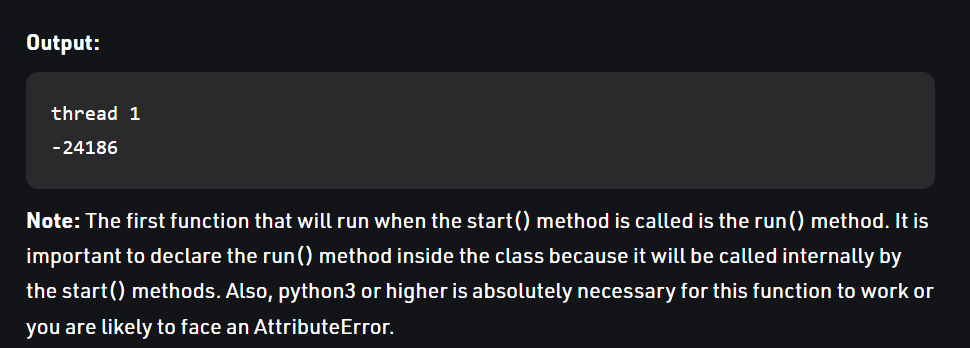 Output:
thread 1
-24186
Note: The first function that will run when the start() method is called is the run() method. It is
important to declare the run() method inside the class because it will be called internally by
the start() methods. Also, python3 or higher is absolutely necessary for this function to work or
you are likely to face an AttributeError.